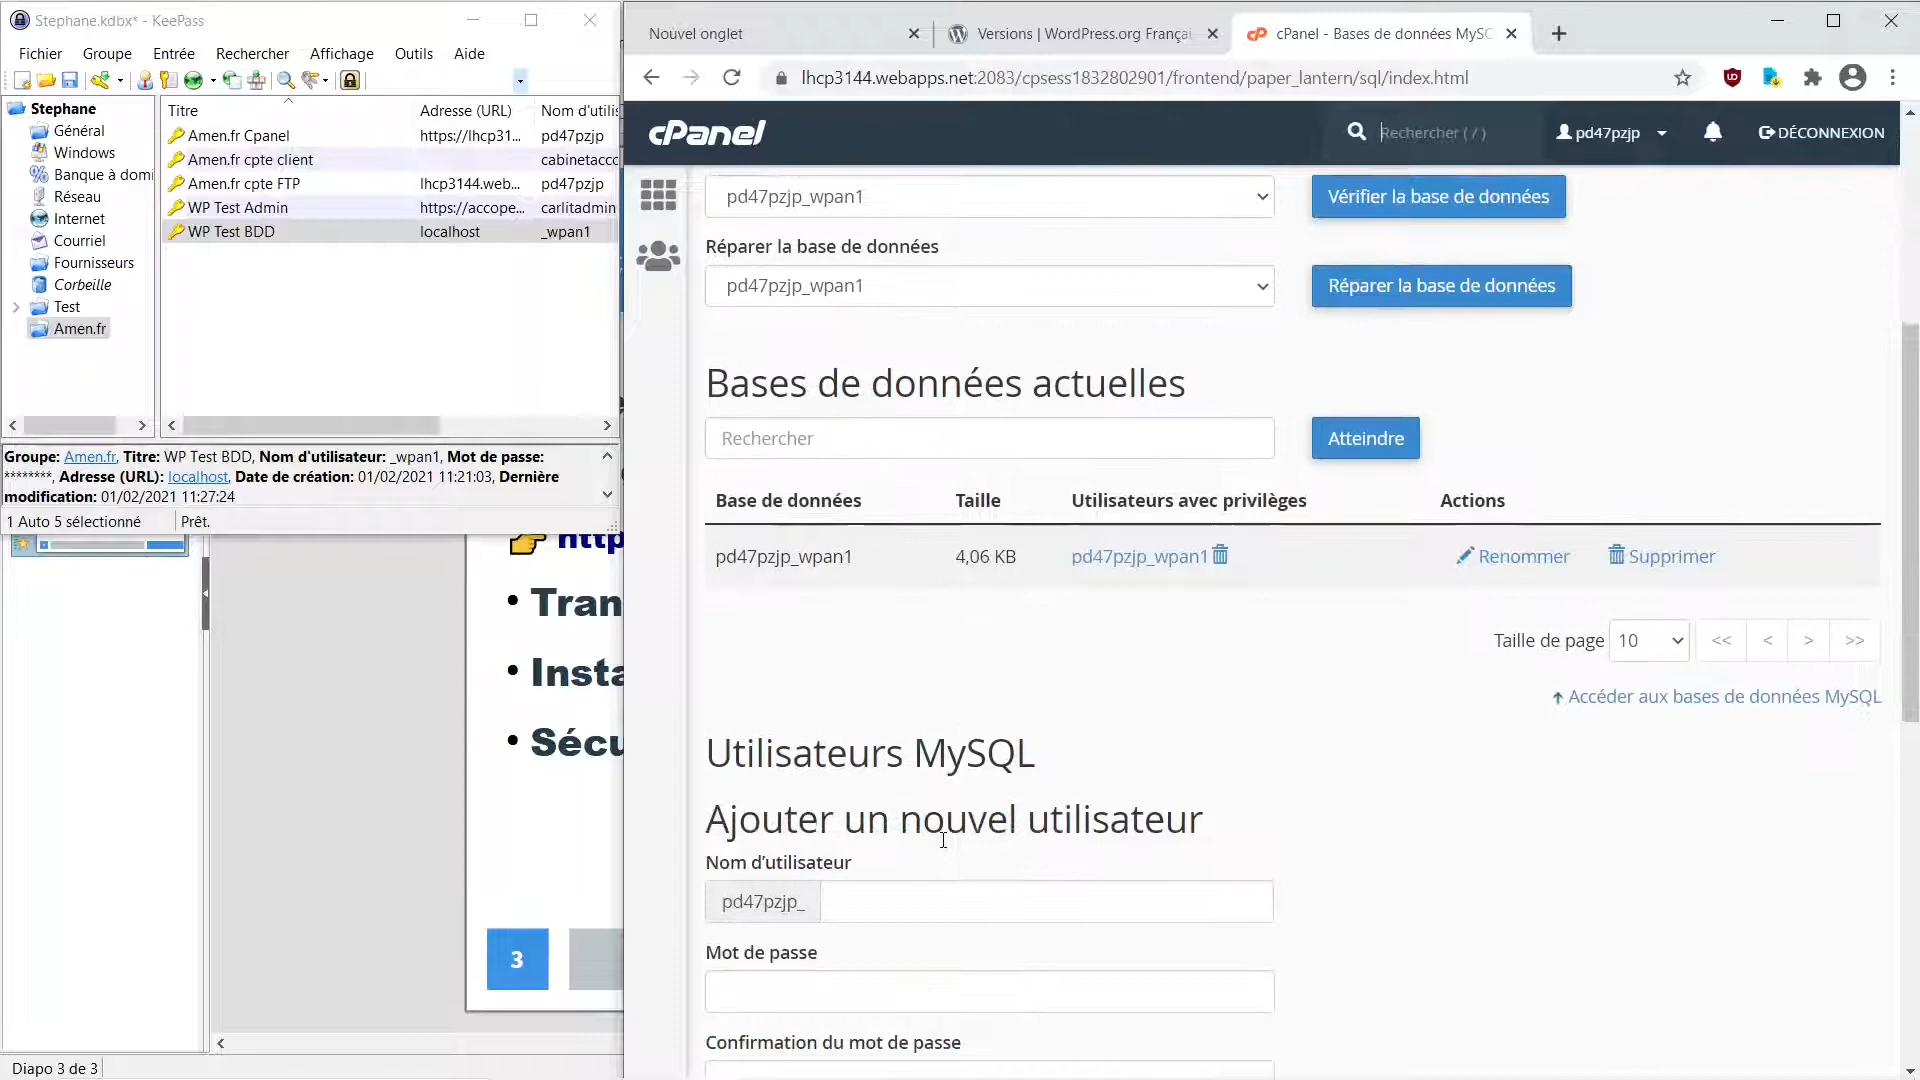 Stephane.kdbx* - KeePass
Fichier Groupe Entrée Rechercher Affichage Outils Aide
Stephane
Général
Windows
Banque à domi
Réseau
Internet
Courriel
Fournisseurs
Corbeille
Test
Amen.fr
Titre Adresse (URL) Nom d'utilis
Amen.fr Cpanel https://lhcp31... pd47pzjp
Amen.fr cpte client cabinetacco
Amen.fr cpte FTP lhcp3144.web... pd47pzjp
WP Test Admin https://accope... carlitadmin
WP Test BDD localhost _wpan1
Groupe: Amen.fr, Titre: WP Test BDD, Nom d'utilisateur: _wpan1, Mot de passe:
********, Adresse (URL): localhost, Date de création: 01/02/2021 11:21:03, Dernière
modification: 01/02/2021 11:27:24
1 Auto 5 sélectionné Prêt.
http
• Tran
• Insta
• Sécu
3
Diapo 3 de 3
Nouvel onglet
Versions | WordPress.org Françai
cPanel - Bases de données MySQ
lhcp3144.webapps.net:2083/cpsess1832802901/frontend/paper_lantern/sql/index.html
cPanel
Rechercher ( / )
pd47pzjp
DÉCONNEXION
pd47pzjp_wpan1
Vérifier la base de données
Réparer la base de données
pd47pzjp_wpan1
Réparer la base de données
Bases de données actuelles
Rechercher
Atteindre
Base de données Taille Utilisateurs avec privilèges Actions
pd47pzjp_wpan1 4,06 KB pd47pzjp_wpan1 Renommer Supprimer
Taille de page 10 << < > >>
Accéder aux bases de données MySQL
Utilisateurs MySQL
Ajouter un nouvel utilisateur
Nom d’utilisateur
pd47pzjp_
Mot de passe
Confirmation du mot de passe